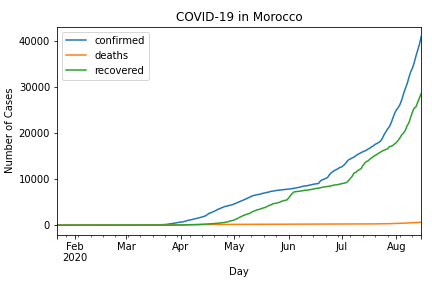 COVID-19 in Morocco
confirmed
deaths
recovered
Number of Cases
40000
30000
20000
10000
0
Feb Mar Apr May Jun Jul Aug
2020
Day